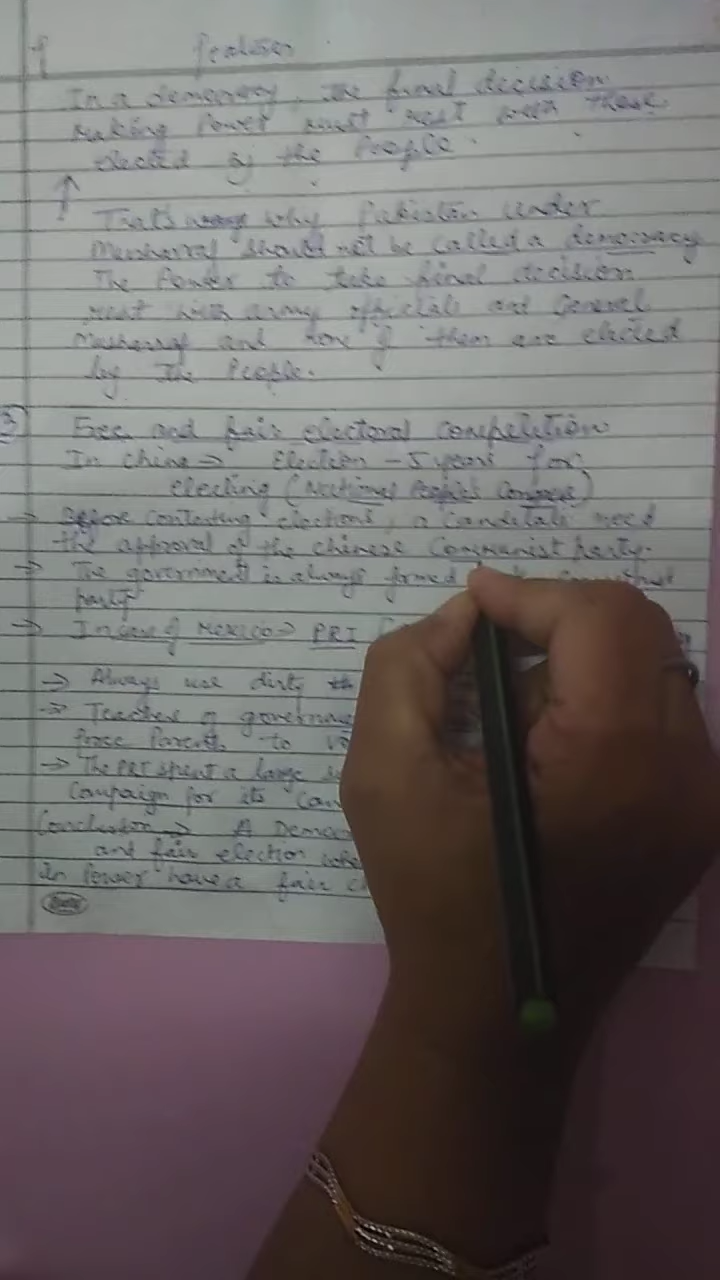 features
In a democracy, the final decision
making Power must rest with those
elected by the People.
That's why Pakistan under
Musharraf should not be called a democracy
The Power to take final decision
rest with army officials and General
Musharraf and none of them are elected
by the People.
3 Free and fair electoral competition
In China → Election - 5 years for
electing (National People's Congress)
→ Before contesting elections, a candidate need
the approval of the Chinese Communist Party.
→ The government is always formed
party
→ In case of Mexico → PRI
→ Always use dirty
→ Teachers of
force Parents to
→ The PRI spent a large
Campaign for its
Conclusion → A
and fair election
in Power have a fair